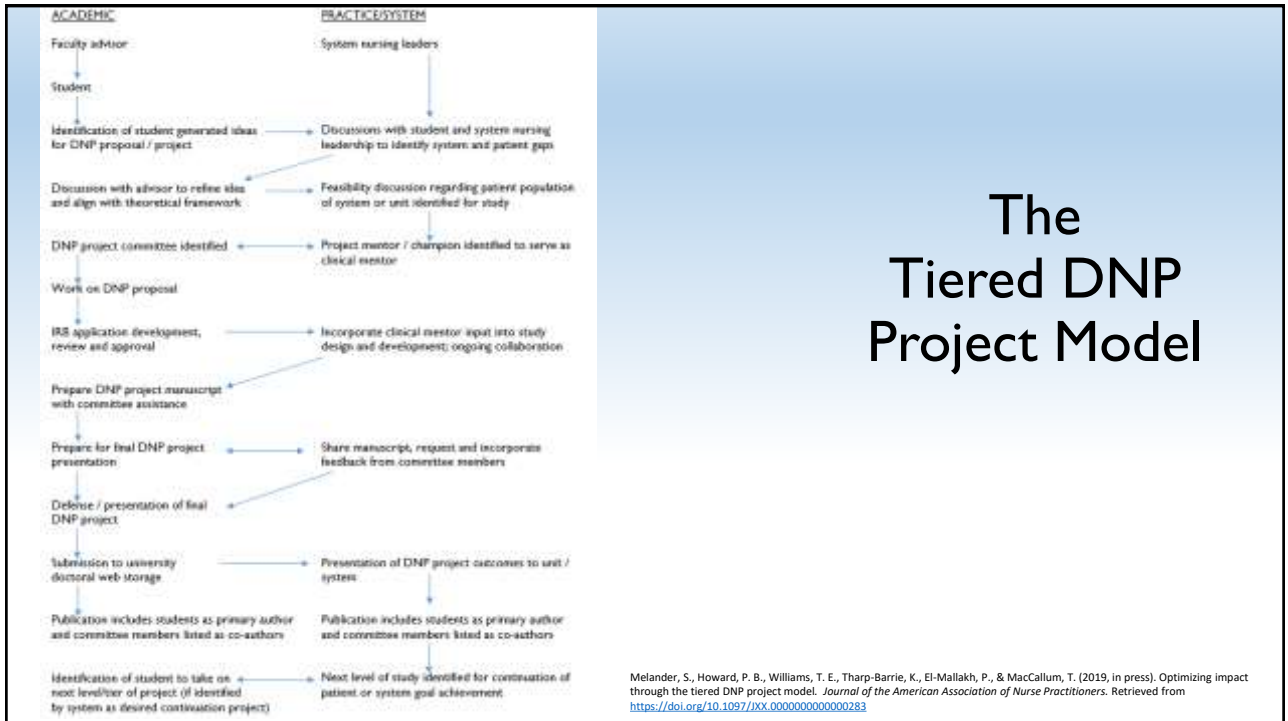 ACADEMIC
PRACTICE/SYSTEM
Faculty advisor
System nursing leaders
Student
Identification of student generated ideas
for DNP proposal / project
Discussions with student and system nursing
leadership to identify system and patient gaps
Discussion with advisor to refine idea
and align with theoretical framework
Feasibility discussion regarding patient population
of system or unit identified for study
DNP project committee identified
Project mentor / champion identified to serve as
clinical mentor
Work on DNP proposal
IRB application development,
review and approval
Incorporate clinical mentor input into study
design and development; ongoing collaboration
Prepare DNP project manuscript
with committee assistance
Prepare for final DNP project
presentation
Share manuscript, request and incorporate
feedback from committee members
Defense / presentation of final
DNP project
Submission to university
doctoral web storage
Presentation of DNP project outcomes to unit /
system
Publication includes students as primary author
and committee members listed as co-authors
Publication includes students as primary author
and committee members listed as co-authors
Identification of student to take on
next level/tier of project (if identified
by system as desired continuation project)
Next level of study identified for continuation of
patient or system goal achievement
The
Tiered DNP
Project Model
Melander, S., Howard, P. B., Williams, T. E., Tharp-Barrie, K., El-Mallakh, P., & MacCallum, T. (2019, in press). Optimizing impact
through the tiered DNP project model. Journal of the American Association of Nurse Practitioners. Retrieved from
https://doi.org/10.1097/JXX.0000000000000283